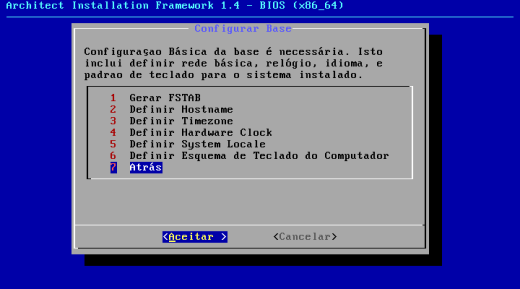 Architect Installation Framework 1.4 - BIOS (x86_64)
Configurar Base
Configuraçao Básica da base é necessária. Isto
inclui definir rede básica, relógio, idioma, e
padrao de teclado para o sistema instalado.
1 Gerar FSTAB
2 Definir Hostname
3 Definir Timezone
4 Definir Hardware Clock
5 Definir System Locale
6 Definir Esquema de Teclado do Computador
7 Atrás
<Aceitar > <Cancelar>